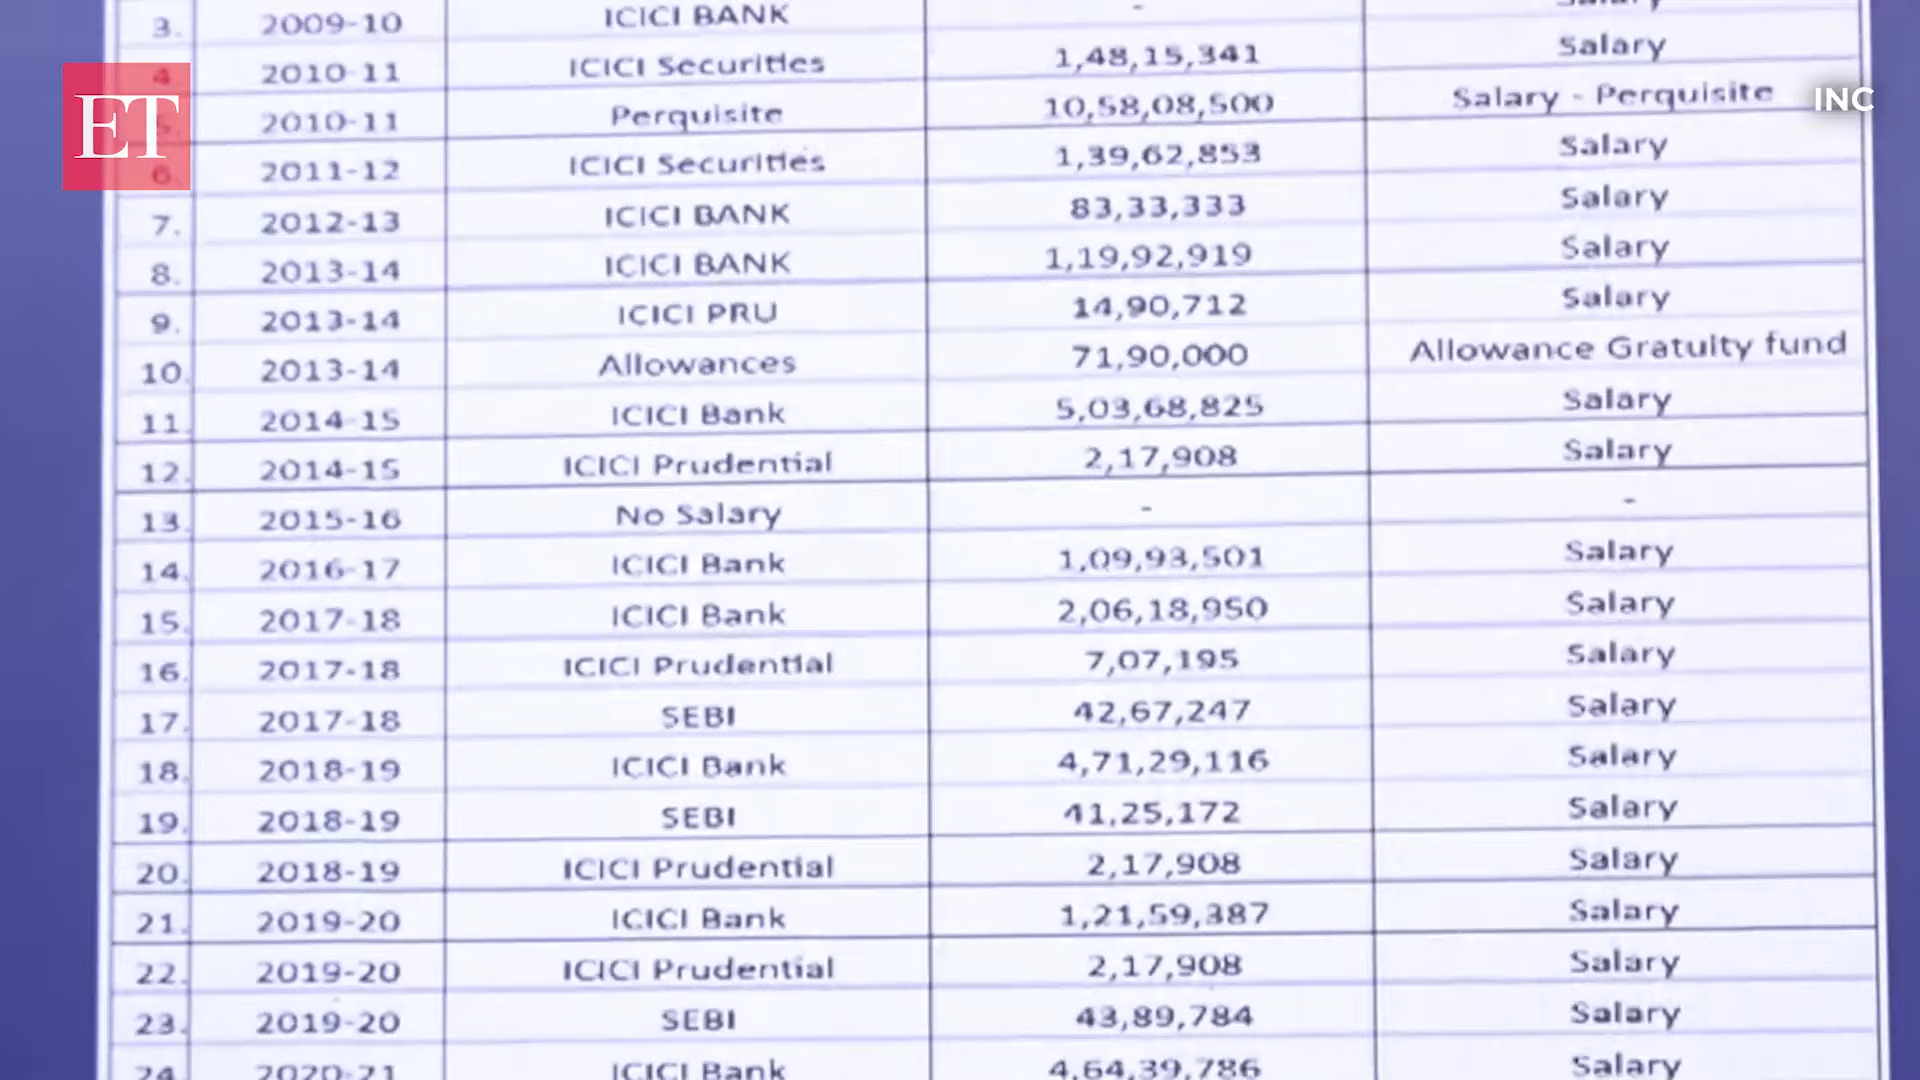 3. 2009-10 ICICI BANK - Salary
4. 2010-11 ICICI Securities 1,48,15,341 Salary
5. 2010-11 Perquisite 10,58,08,500 Salary - Perquisite
6. 2011-12 ICICI Securities 1,39,62,853 Salary
7. 2012-13 ICICI BANK 83,33,333 Salary
8. 2013-14 ICICI BANK 1,19,92,919 Salary
9. 2013-14 ICICI PRU 14,90,712 Salary
10. 2013-14 Allowances 71,90,000 Allowance Gratuity fund
11. 2014-15 ICICI Bank 5,03,68,825 Salary
12. 2014-15 ICICI Prudential 2,17,908 Salary
13. 2015-16 No Salary - -
14. 2016-17 ICICI Bank 1,09,93,501 Salary
15. 2017-18 ICICI Bank 2,06,18,950 Salary
16. 2017-18 ICICI Prudential 7,07,195 Salary
17. 2017-18 SEBI 42,67,247 Salary
18. 2018-19 ICICI Bank 4,71,29,116 Salary
19. 2018-19 SEBI 41,25,172 Salary
20. 2018-19 ICICI Prudential 2,17,908 Salary
21. 2019-20 ICICI Bank 1,21,59,387 Salary
22. 2019-20 ICICI Prudential 2,17,908 Salary
23. 2019-20 SEBI 43,89,784 Salary
24. 2020-21 ICICI Bank 4,64,39,786 Salary
ET
INC